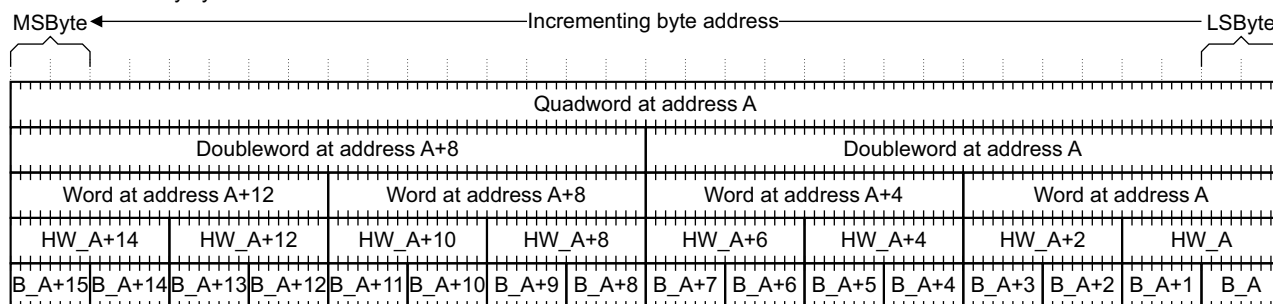 MSByte Incrementing byte address LSByte
Quadword at address A
Doubleword at address A+8 Doubleword at address A
Word at address A+12 Word at address A+8 Word at address A+4 Word at address A
HW_A+14 HW_A+12 HW_A+10 HW_A+8 HW_A+6 HW_A+4 HW_A+2 HW_A
B_A+15 B_A+14 B_A+13 B_A+12 B_A+11 B_A+10 B_A+9 B_A+8 B_A+7 B_A+6 B_A+5 B_A+4 B_A+3 B_A+2 B_A+1 B_A